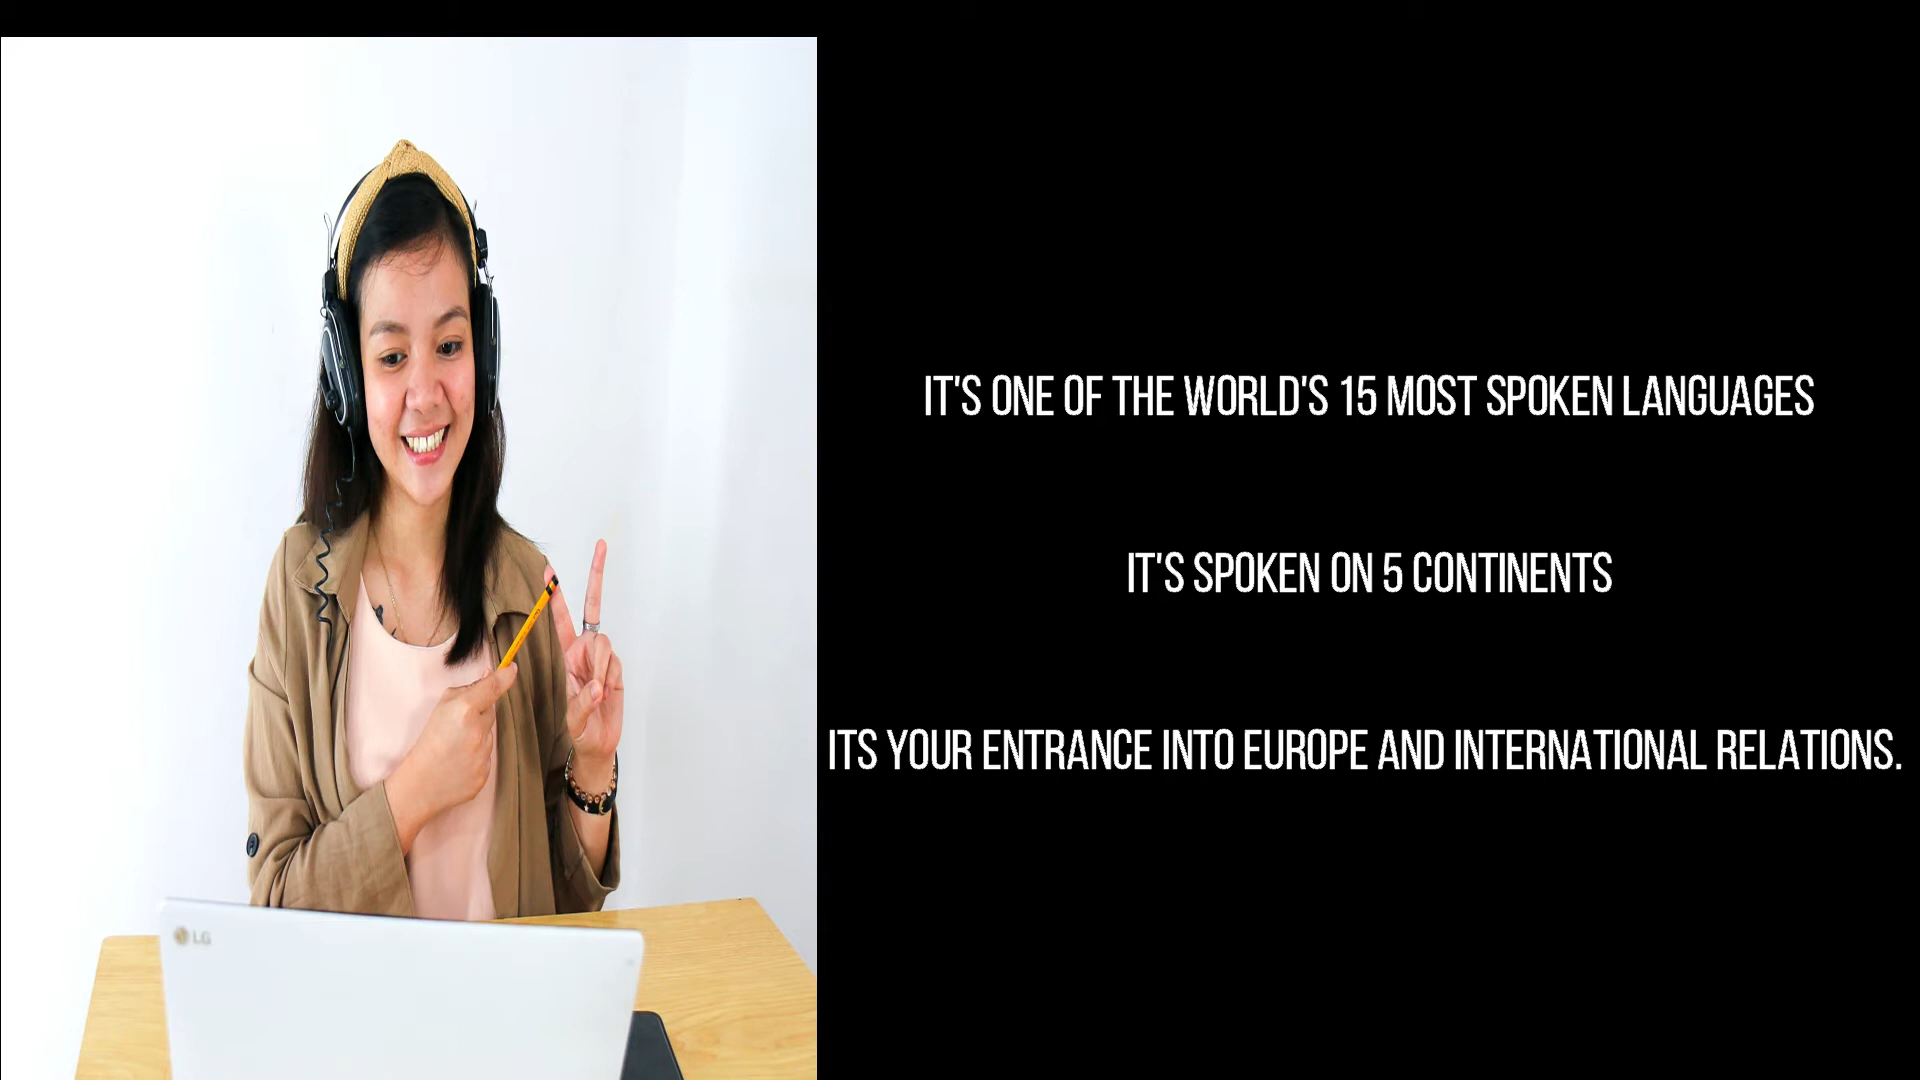 IT'S ONE OF THE WORLD'S 15 MOST SPOKEN LANGUAGES
IT'S SPOKEN ON 5 CONTINENTS
ITS YOUR ENTRANCE INTO EUROPE AND INTERNATIONAL RELATIONS.
LG